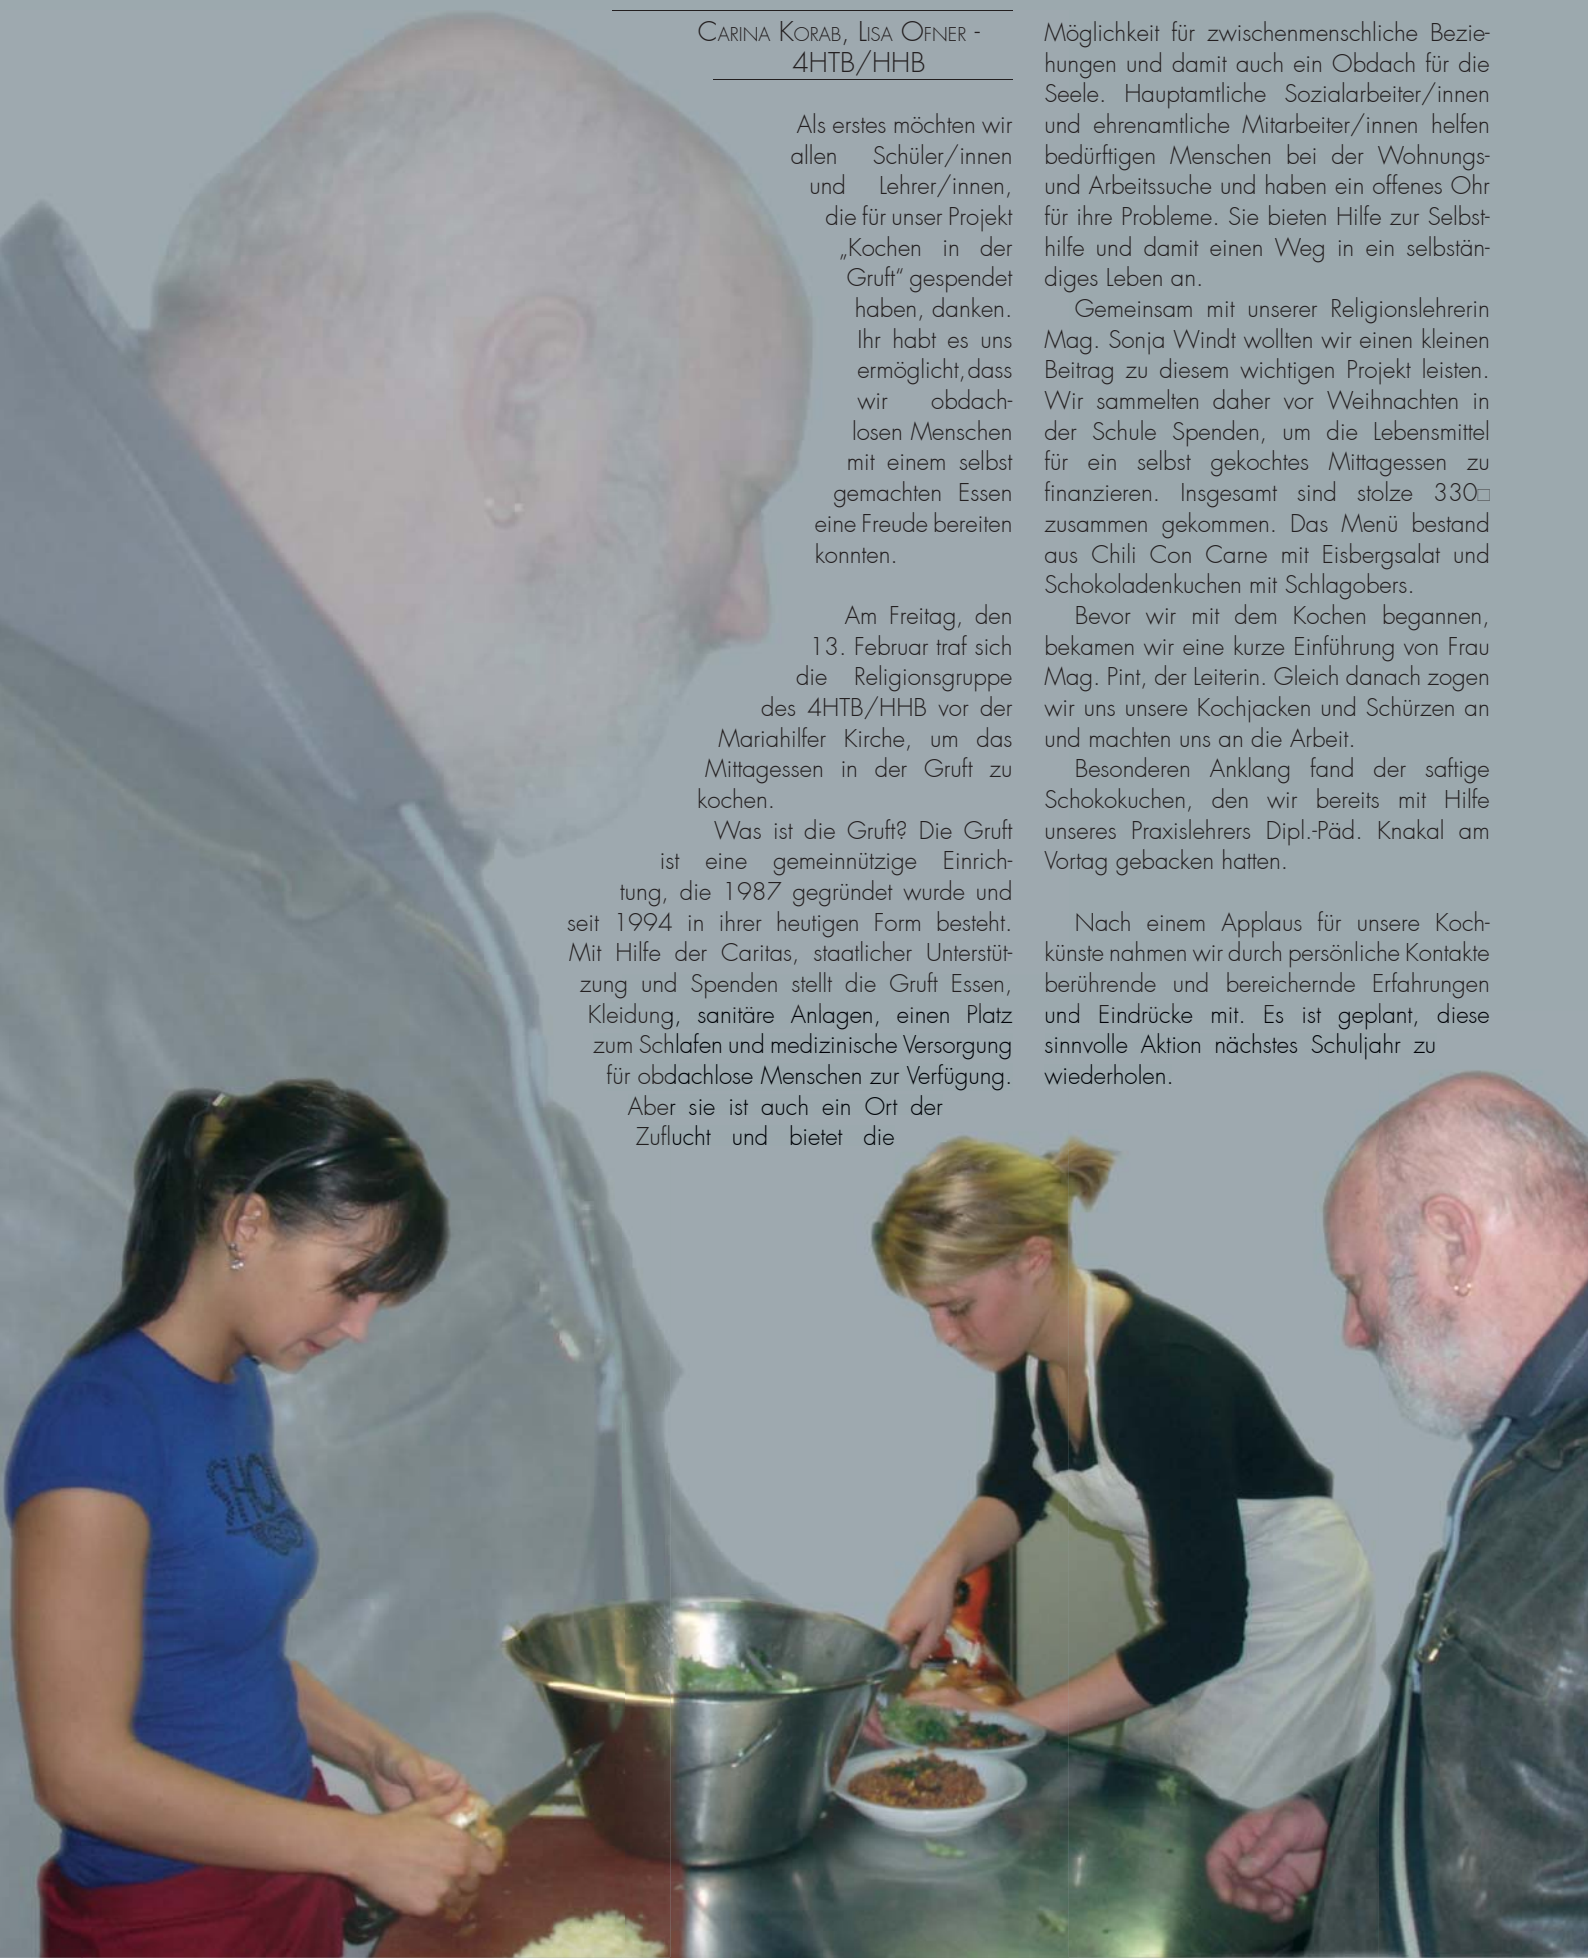 Carina Korab, Lisa Ofner -
4HTB/HHB
Als erstes möchten wir
allen Schüler/innen
und Lehrer/innen,
die für unser Projekt
„Kochen in der
Gruft“ gespendet
haben, danken.
Ihr habt es uns
ermöglicht,dass
wir obdach-
losen Menschen
mit einem selbst
gemachten Essen
eine Freude bereiten
konnten.
Am Freitag, den
13. Februar traf sich
die Religionsgruppe
des 4HTB/HHB vor der
Mariahilfer Kirche, um das
Mittagessen in der Gruft zu
kochen.
Was ist die Gruft? Die Gruft
ist eine gemeinnützige Einrich-
tung, die 1987 gegründet wurde und
seit 1994 in ihrer heutigen Form besteht.
Mit Hilfe der Caritas, staatlicher Unterstüt-
zung und Spenden stellt die Gruft Essen,
Kleidung, sanitäre Anlagen, einen Platz
zum Schlafen und medizinische Versorgung
für obdachlose Menschen zur Verfügung.
Aber sie ist auch ein Ort der
Zuflucht und bietet die
Möglichkeit für zwischenmenschliche Bezie-
hungen und damit auch ein Obdach für die
Seele. Hauptamtliche Sozialarbeiter/innen
und ehrenamtliche Mitarbeiter/innen helfen
bedürftigen Menschen bei der Wohnungs-
und Arbeitssuche und haben ein offenes Ohr
für ihre Probleme. Sie bieten Hilfe zur Selbst-
hilfe und damit einen Weg in ein selbstän-
diges Leben an.
Gemeinsam mit unserer Religionslehrerin
Mag. Sonja Windt wollten wir einen kleinen
Beitrag zu diesem wichtigen Projekt leisten.
Wir sammelten daher vor Weihnachten in
der Schule Spenden, um die Lebensmittel
für ein selbst gekochtes Mittagessen zu
finanzieren. Insgesamt sind stolze 330□
zusammen gekommen. Das Menü bestand
aus Chili Con Carne mit Eisbergsalat und
Schokoladenkuchen mit Schlagobers.
Bevor wir mit dem Kochen begannen,
bekamen wir eine kurze Einführung von Frau
Mag. Pint, der Leiterin. Gleich danach zogen
wir uns unsere Kochjacken und Schürzen an
und machten uns an die Arbeit.
Besonderen Anklang fand der saftige
Schokokuchen, den wir bereits mit Hilfe
unseres Praxislehrers Dipl.-Päd. Knakal am
Vortag gebacken hatten.
Nach einem Applaus für unsere Koch-
künste nahmen wir durch persönliche Kontakte
berührende und bereichernde Erfahrungen
und Eindrücke mit. Es ist geplant, diese
sinnvolle Aktion nächstes Schuljahr zu
wiederholen.